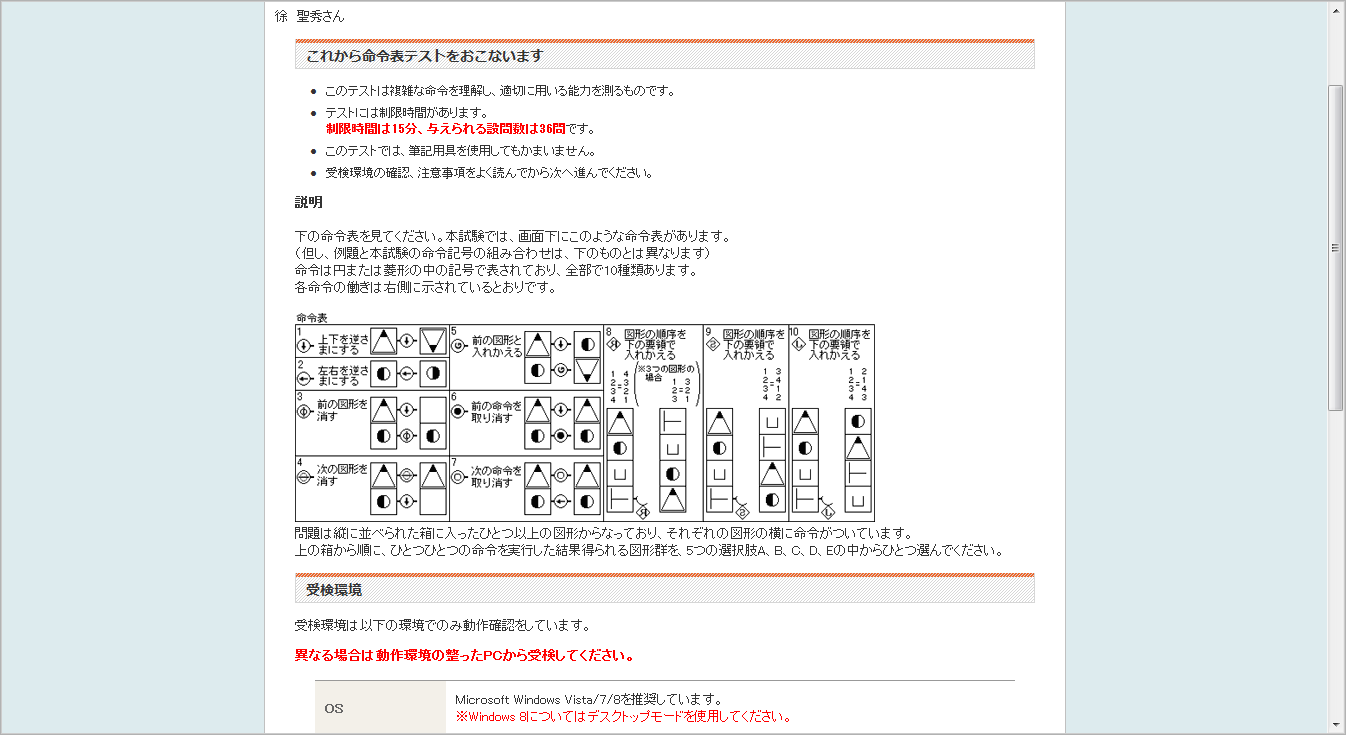 徐　聖秀さん
これから命令表テストをおこないます
● このテストは複雑な命令を理解し、適切に用いる能力を測るものです。
● テストには制限時間があります。
制限時間は15分、与えられる設問数は36問です。
● このテストでは、筆記用具を使用してもかまいません。
● 受検環境の確認、注意事項をよく読んでから次へ進んでください。
説明
下の命令表を見てください。本試験では、画面下にこのような命令表があります。
（但し、例題と本試験の命令記号の組み合わせは、下のものとは異なります）
命令は円または菱形の中の記号で表されており、全部で10種類あります。
各命令の働きは右側に示されているとおりです。
命令表
1
上下を逆さ
まにする
2
左右を逆さ
まにする
3
前の図形を
消す
4
次の図形を
消す
5
前の図形と
入れかえる
6
前の命令を
取り消す
7
次の命令を
取り消す
8
図形の順序を
下の要領で
入れかえる
1 4
2=3
3 2
4 1
（※3つの図形の
場合
1 3
2=2
3 1）
9
図形の順序を
下の要領で
入れかえる
1 3
2=4
3 1
4 2
10
図形の順序を
下の要領で
入れかえる
1 2
2=1
3 4
4 3
問題は縦に並べられた箱に入ったひとつ以上の図形からなっており、それぞれの図形の横に命令がついています。
上の箱から順に、ひとつひとつの命令を実行した結果得られる図形群を、5つの選択肢A、B、C、D、Eの中からひとつ選んでください。
受検環境
受検環境は以下の環境でのみ動作確認をしています。
異なる場合は動作環境の整ったPCから受検してください。
OS
Microsoft Windows Vista/7/8を推奨しています。
※Windows 8についてはデスクトップモードを使用してください。